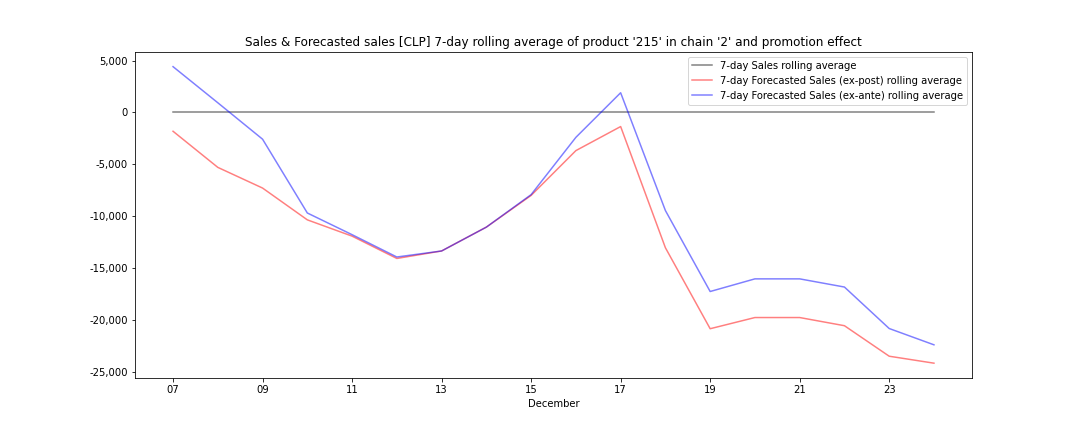 Sales & Forecasted sales [CLP] 7-day rolling average of product '215' in chain '2' and promotion effect
7-day Sales rolling average
7-day Forecasted Sales (ex-post) rolling average
7-day Forecasted Sales (ex-ante) rolling average
5,000
0
-5,000
-10,000
-15,000
-20,000
-25,000
07 09 11 13 15 17 19 21 23
December